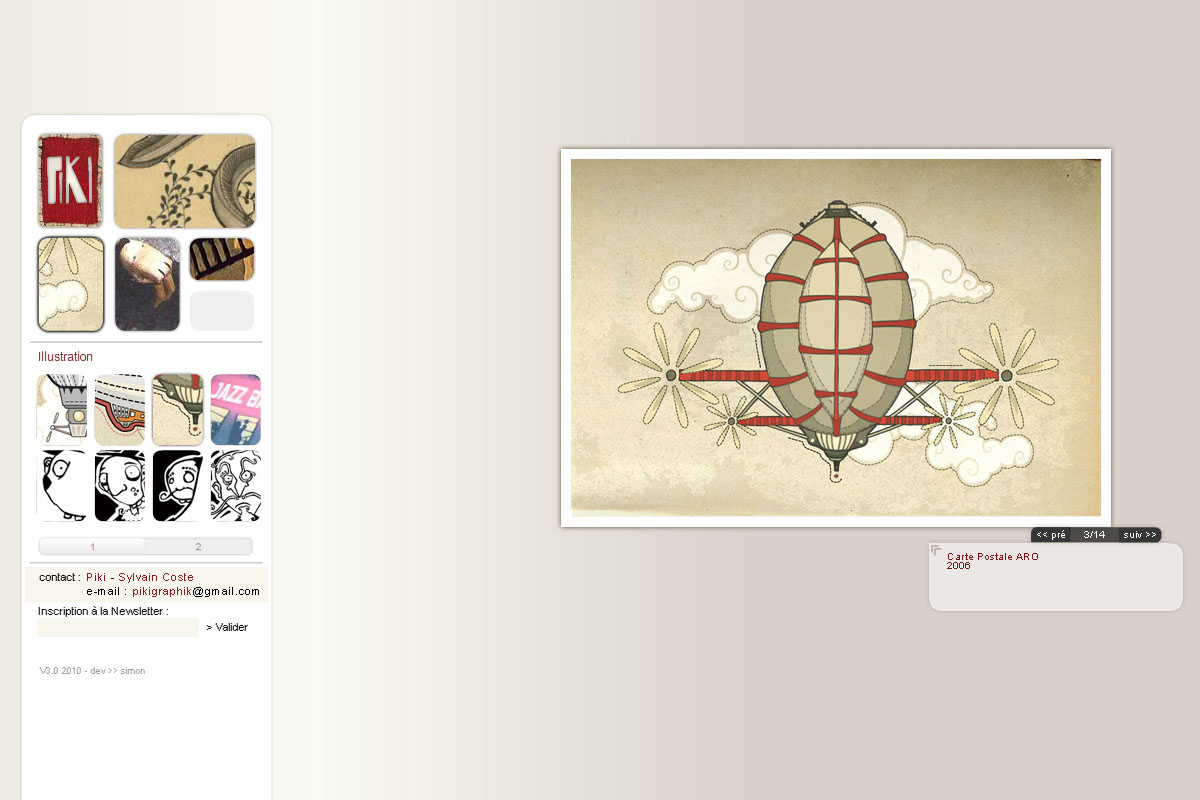 PIKI
Illustration
JAZZ BA
1 2
contact : Piki - Sylvain Coste
e-mail : pikigraphik@gmail.com
Inscription à la Newsletter :
> Valider
V3.0 2010 - dev >> simon
<< pré 3/14 suiv >>
Carte Postale ARO
2006